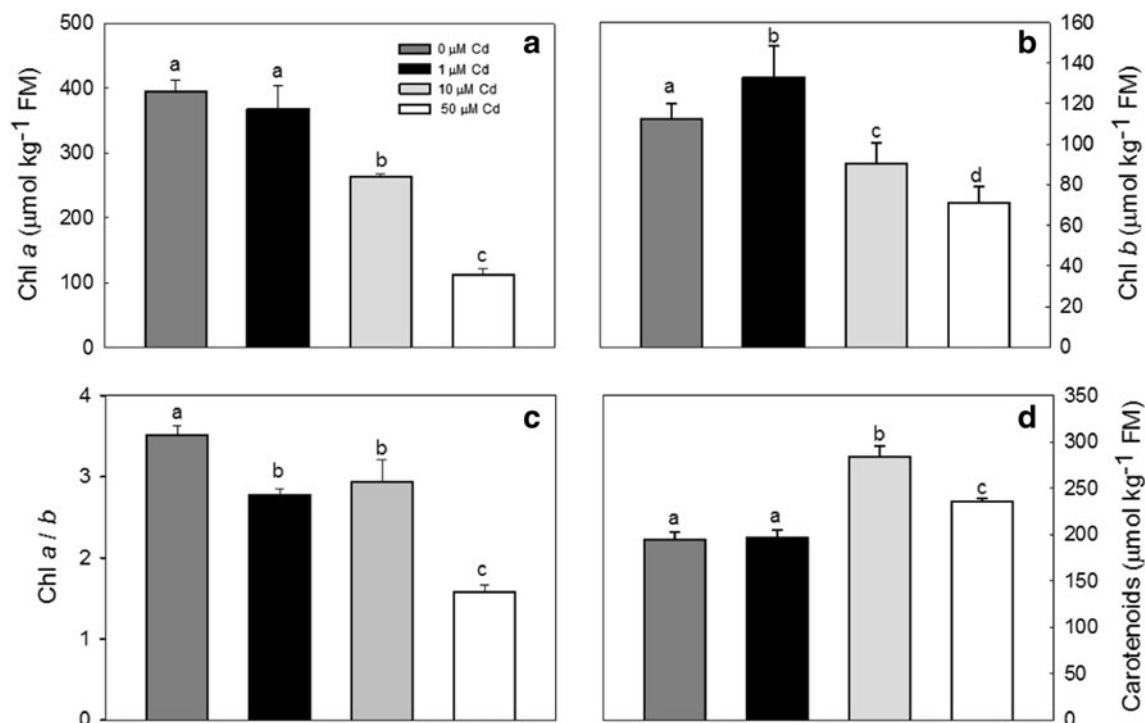 500
400
300
200
100
0
Chl a (μmol kg⁻¹ FM)
a
0 μM Cd
1 μM Cd
10 μM Cd
50 μM Cd
a
a
b
c
b
160
140
120
100
80
60
40
20
0
Chl b (μmol kg⁻¹ FM)
a
b
c
d
4
3
2
1
0
Chl a / b
c
a
b
b
c
d
350
300
250
200
150
100
50
0
Carotenoids (μmol kg⁻¹ FM)
a
a
b
c